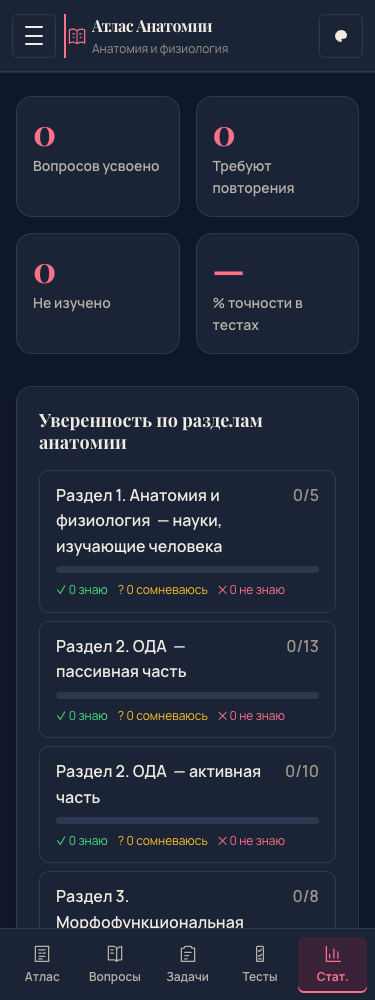 Атлас Анатомии
Анатомия и физиология
0
Вопросов усвоено
0
Требуют
повторения
0
Не изучено
—
% точности в
тестах
Уверенность по разделам
анатомии
Раздел 1. Анатомия и
физиология — науки,
изучающие человека
0/5
✓ 0 знаю ? 0 сомневаюсь ✕ 0 не знаю
Раздел 2. ОДА —
пассивная часть
0/13
✓ 0 знаю ? 0 сомневаюсь ✕ 0 не знаю
Раздел 2. ОДА — активная
часть
0/10
✓ 0 знаю ? 0 сомневаюсь ✕ 0 не знаю
Раздел 3.
Морфофункциональная
0/8
Атлас
Вопросы
Задачи
Тесты
Стат.